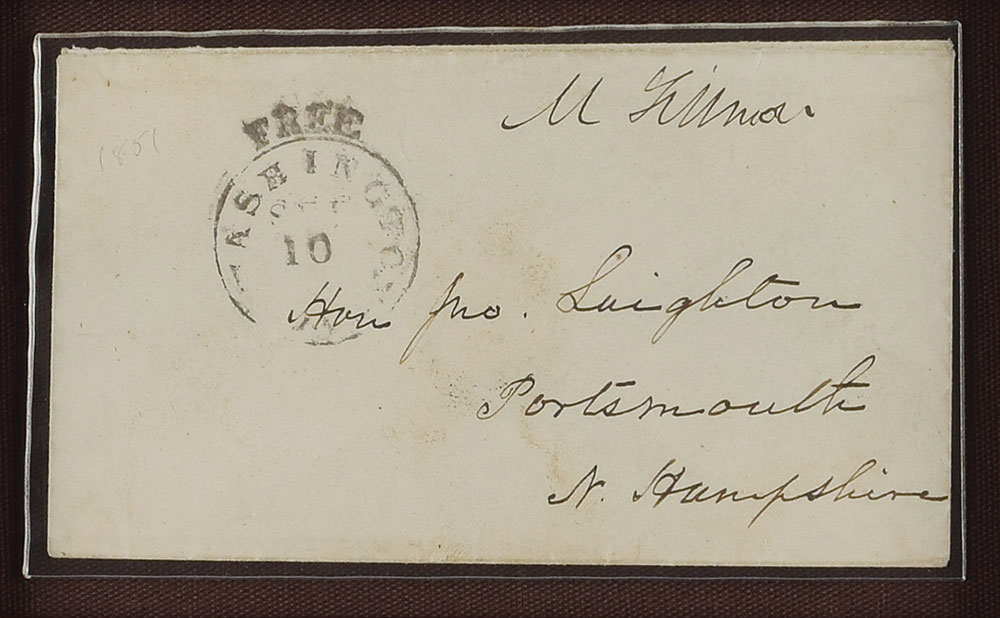 M Fillmore
FREE
1851
WASHINGTON
SEP
10
Hon Jno. Leighton
Portsmouth
N. Hampshire